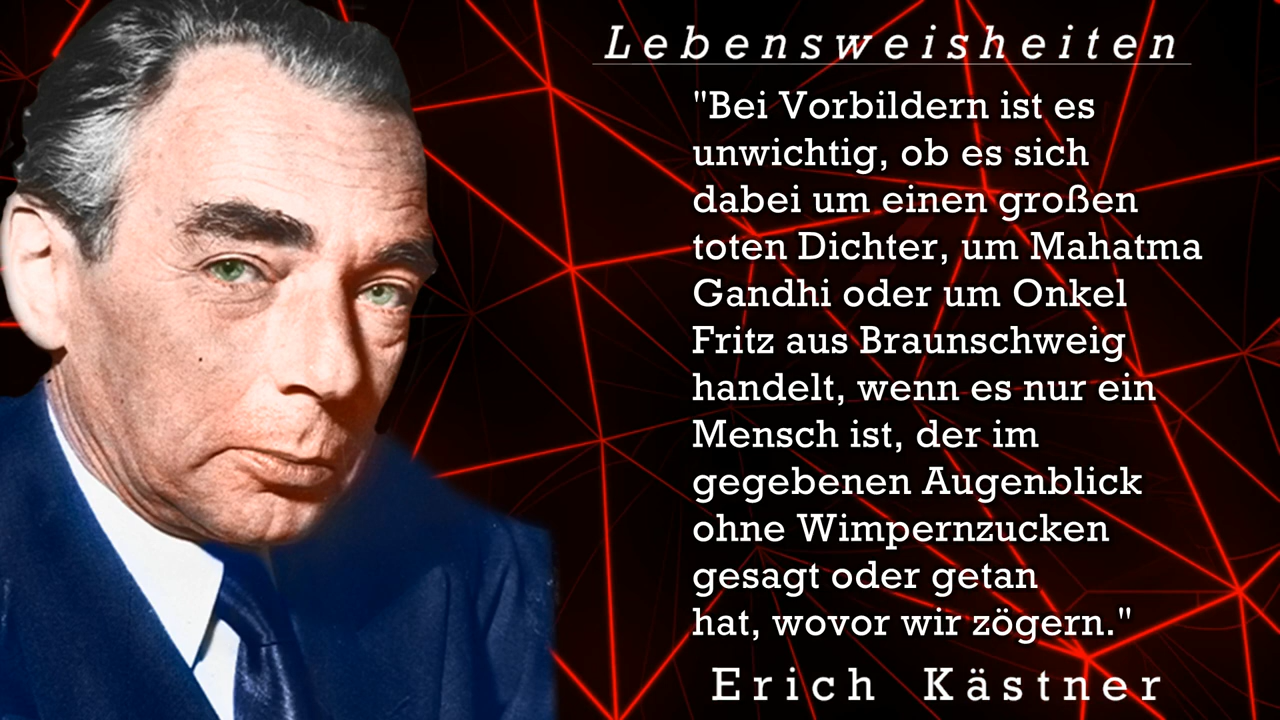 Lebensweisheiten
"Bei Vorbildern ist es
unwichtig, ob es sich
dabei um einen großen
toten Dichter, um Mahatma
Gandhi oder um Onkel
Fritz aus Braunschweig
handelt, wenn es nur ein
Mensch ist, der im
gegebenen Augenblick
ohne Wimpernzucken
gesagt oder getan
hat, wovor wir zögern."
Erich Kästner